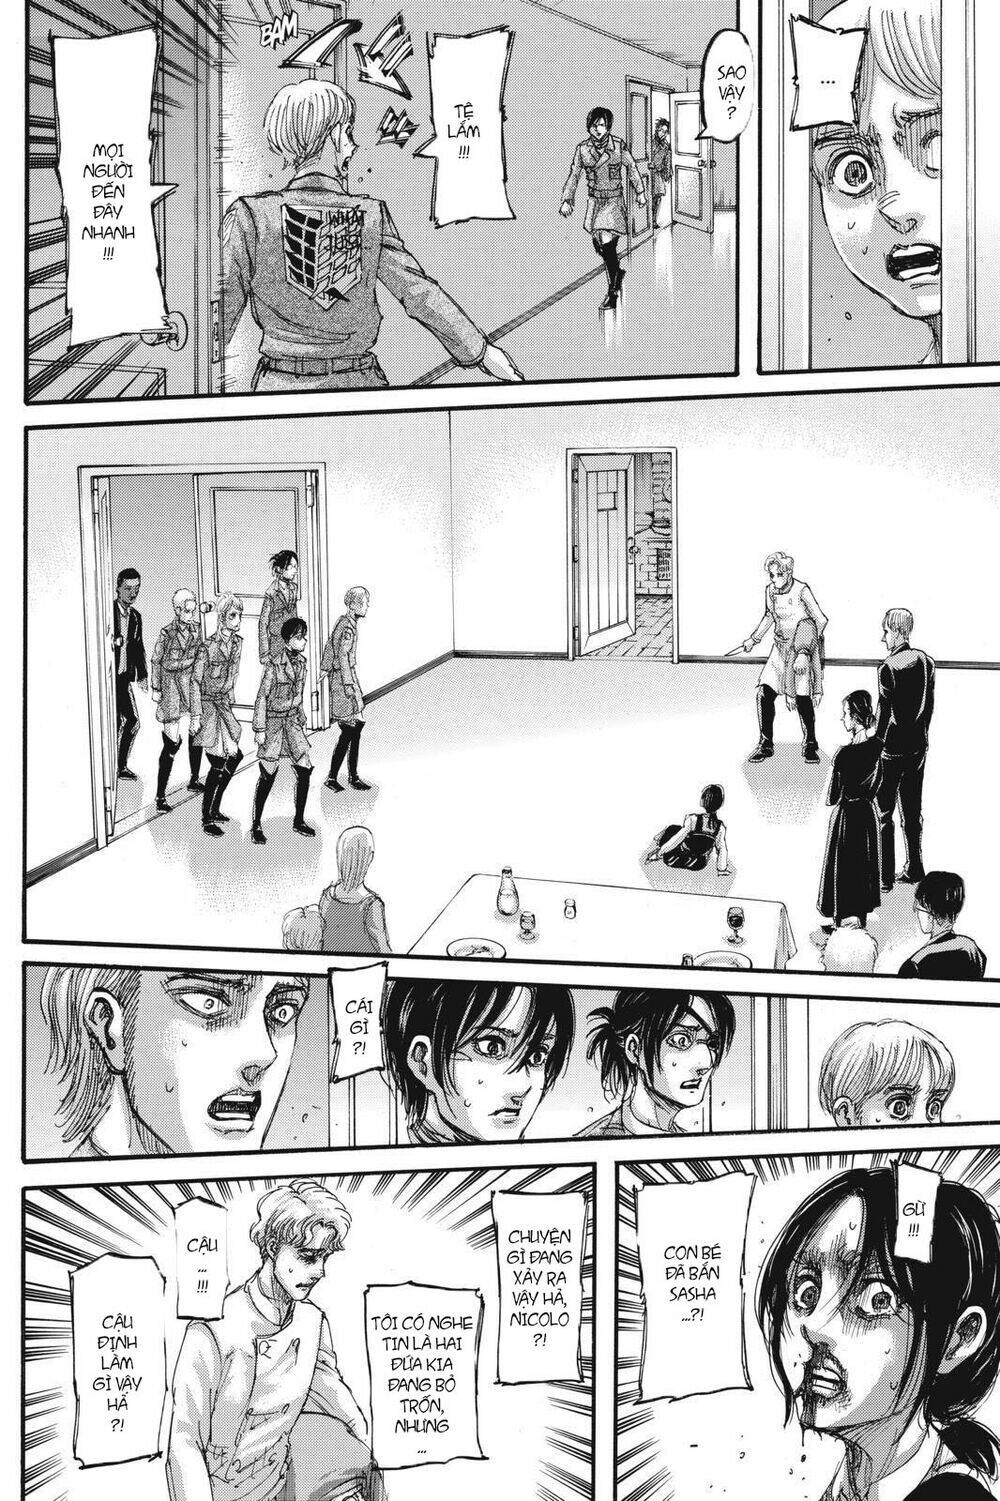 ...
SAO
VẬY
?
TỆ
LẮM
!!!
BAM
MỌI
NGƯỜI
ĐẾN
ĐÂY
NHANH
!!!
CÁI
GÌ
?!
GỪ
!!!
CON BÉ
ĐÃ BẮN
SASHA
...?!
CHUYỆN
GÌ ĐANG
XẢY RA
VẬY HẢ,
NICOLO
?!
TÔI CÓ NGHE
TIN LÀ HAI
ĐỨA KIA
ĐANG BỎ
TRỐN,
NHƯNG
...
CẬU
...
!!!
CẬU
ĐỊNH
LÀM
GÌ VẬY
HẢ
?!